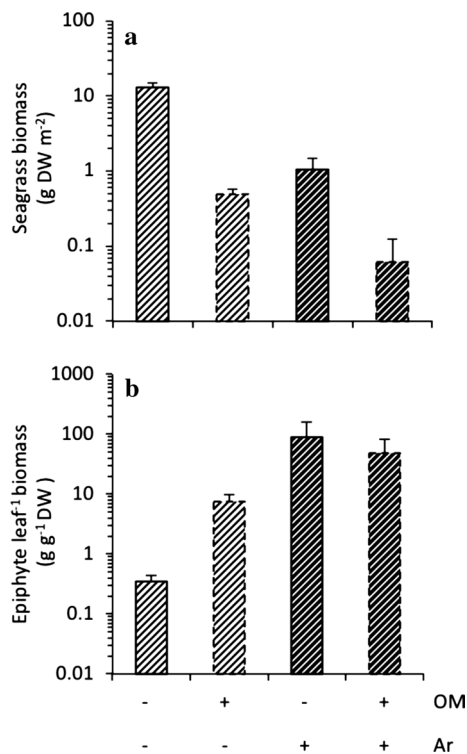 a
Seagrass biomass
(g DW m-2)
100
10
1
0.1
0.01
b
Epiphyte leaf-1 biomass
(g g-1 DW )
1000
100
10
1
0.1
0.01
- + - + OM
- - + + Ar